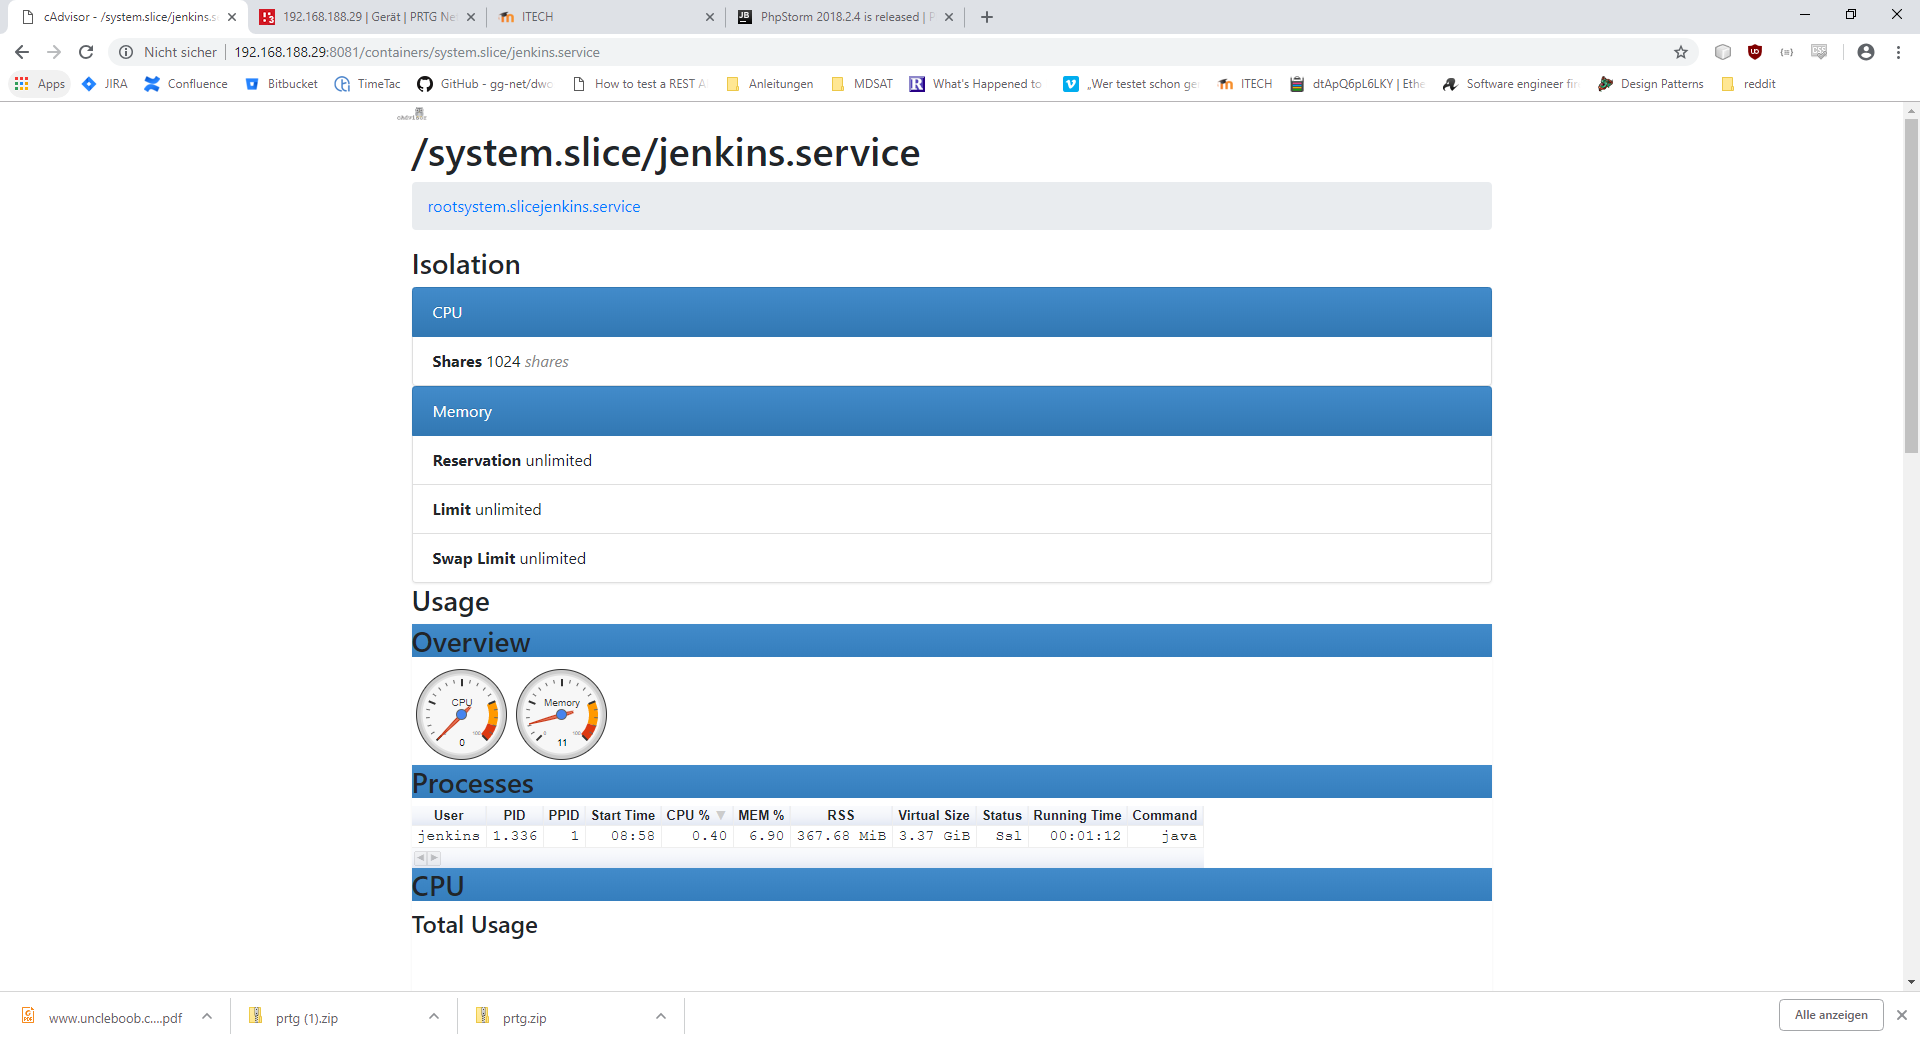 cAdvisor - /system.slice/jenkins.s
192.168.188.29 | Gerät | PRTG Ne
ITECH
PhpStorm 2018.2.4 is released |
Nicht sicher 192.168.188.29:8081/containers/system.slice/jenkins.service
Apps JIRA Confluence Bitbucket TimeTac GitHub - gg-net/dwo How to test a REST A Anleitungen MDSAT What's Happened to „Wer testet schon ge ITECH dtApQ6pL6LKY | Ethe Software engineer fin Design Patterns reddit
cAdvisor
/system.slice/jenkins.service
rootsystem.slicejenkins.service
Isolation
CPU
Shares 1024 shares
Memory
Reservation unlimited
Limit unlimited
Swap Limit unlimited
Usage
Overview
CPU 0 100 Memory 0 100
0 11
Processes
User PID PPID Start Time CPU % MEM % RSS Virtual Size Status Running Time Command
jenkins 1.336 1 08:58 0.40 6.90 367.68 MiB 3.37 GiB Ssl 00:01:12 java
CPU
Total Usage
www.uncleboob.c....pdf prtg (1).zip prtg.zip Alle anzeigen